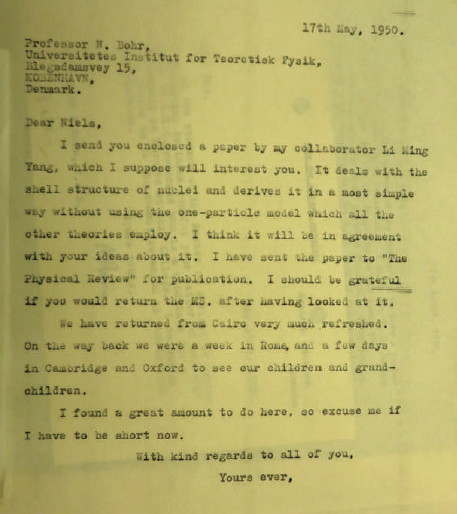 17th May, 1950.
Professor N. Bohr,
Universitetes Institut for Teoretisk Fysik,
Blegdamsvey 15,
KOBENHAVN,
Denmark.
Dear Niels,
I send you enclosed a paper by my collaborator Li Ming
Yang, which I suppose will interest you. It deals with the
shell structure of nuclei and derives it in a most simple
way without using the one-particle model which all the
other theories employ. I think it will be in agreement
with your ideas about it. I have sent the paper to "The
Physical Review" for publication. I should be grateful
if you would return the MS. after having looked at it.
We have returned from Cairo very much refreshed.
On the way back we were a week in Rome, and a few days
in Cambridge and Oxford to see our children and grand-
children.
I found a great amount to do here, so excuse me if
I have to be short now.
With kind regards to all of you,
Yours ever,